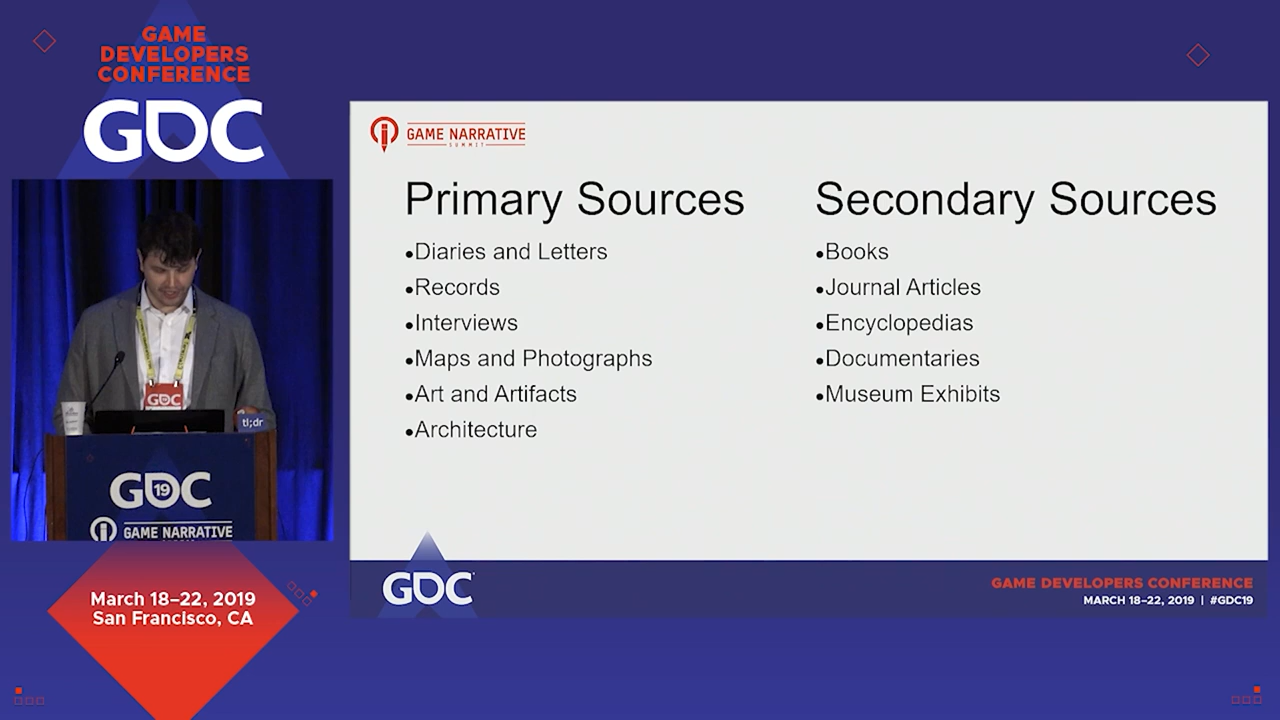 GAME
DEVELOPERS
CONFERENCE
GDC
GAME NARRATIVE
SUMMIT
Primary Sources
•Diaries and Letters
•Records
•Interviews
•Maps and Photographs
•Art and Artifacts
•Architecture
Secondary Sources
•Books
•Journal Articles
•Encyclopedias
•Documentaries
•Museum Exhibits
GDC
tl;dr
GDC
19
GAME NARRATIVE
March 18–22, 2019
San Francisco, CA
GDC
GAME DEVELOPERS CONFERENCE
MARCH 18–22, 2019 | #GDC19